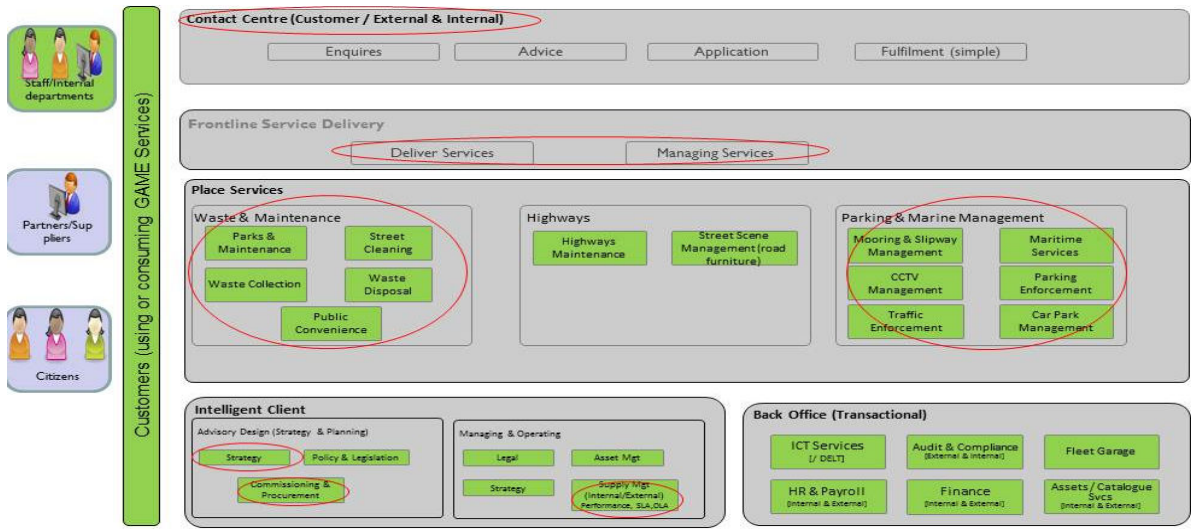 Contact Centre (Customer / External & Internal)
Enquires
Advice
Application
Fulfilment (simple)
Staff/Internal
departments
Customers (using or consuming GAME Services)
Frontline Service Delivery
Deliver Services
Managing Services
Partners/Sup
pliers
Citizens
Place Services
Waste & Maintenance
Parks &
Maintenance
Street
Cleaning
Waste Collection
Waste
Disposal
Public
Convenience
Highways
Highways
Maintenance
Street Scene
Management (road
furniture)
Parking & Marine Management
Mooring & Slipway
Management
Maritime
Services
CCTV
Management
Parking
Enforcement
Traffic
Enforcement
Car Park
Management
Intelligent Client
Advisory Design (Strategy & Planning)
Strategy
Policy & Legislation
Commissioning &
Procurement
Managing & Operating
Legal
Asset Mgt
Strategy
Supply Mgt
(Internal/External)
Performance, SLA,OLA
Back Office (Transactional)
ICT Services
[/ DELT]
Audit & Compliance
[External & Internal]
Fleet Garage
HR & Payroll
[Internal & External]
Finance
[Internal & External]
Assets / Catalogue
Svcs
[Internal & External]